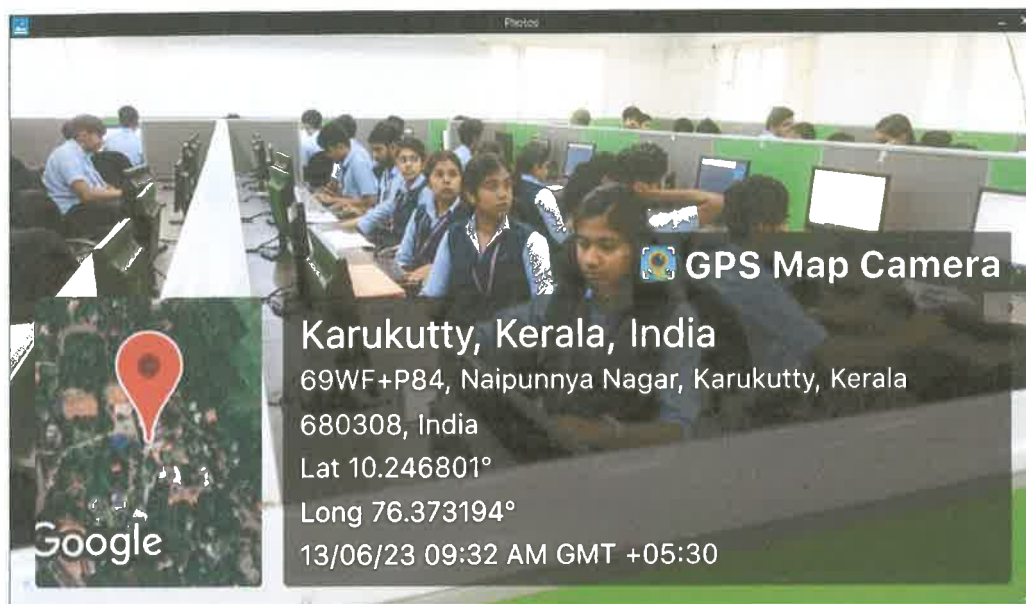 Photos
GPS Map Camera
Karukutty, Kerala, India
69WF+P84, Naipunnya Nagar, Karukutty, Kerala
680308, India
Lat 10.246801°
Long 76.373194°
13/06/23 09:32 AM GMT +05:30
Google